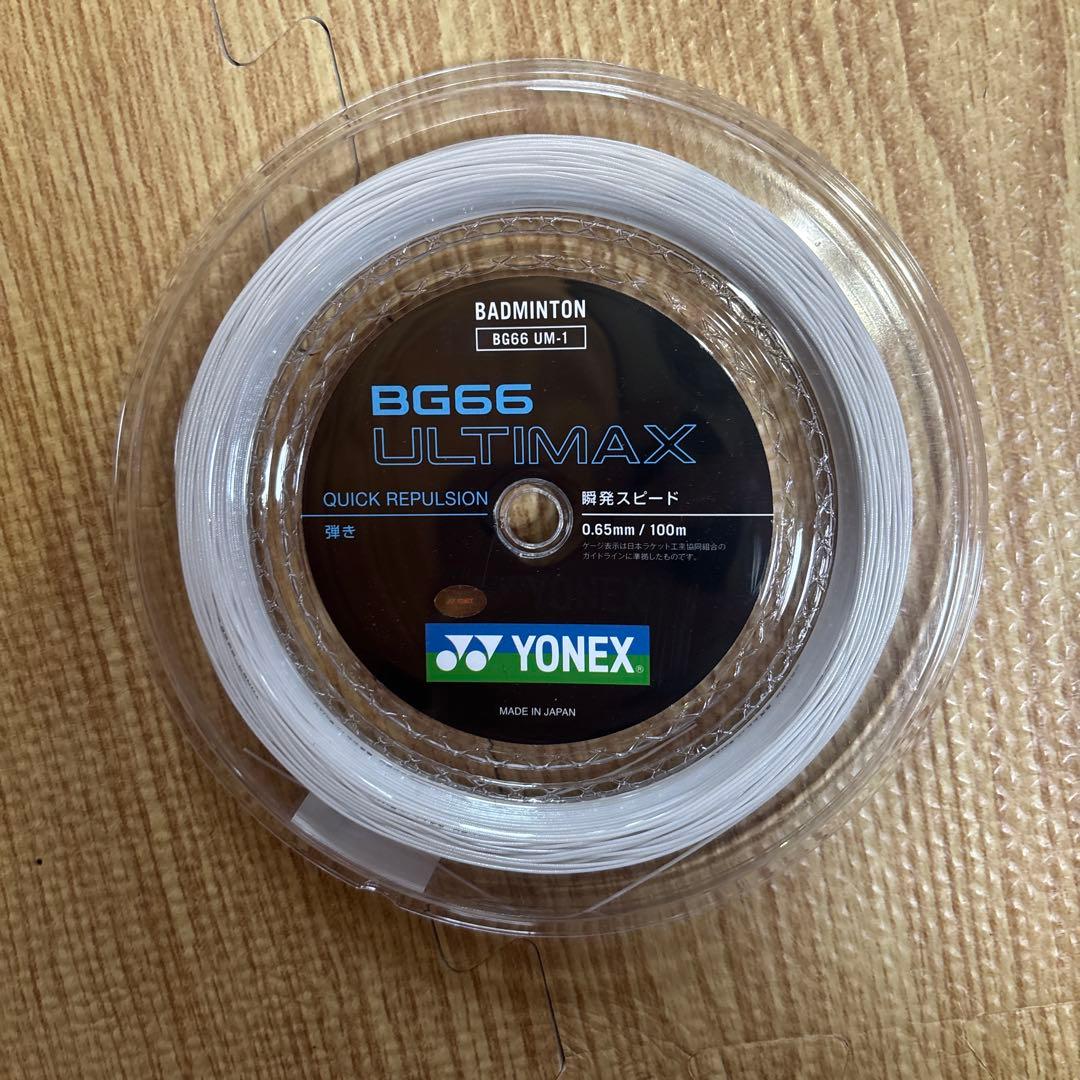 BADMINTON
BG66 UM-1
BG66
ULTIMAX
QUICK REPULSION
瞬発スピード
弾き
0.65mm / 100m
ゲージ表示は日本ラケット工業協同組合の
ガイドラインに準拠したものです。
YONEX
YONEX®
MADE IN JAPAN